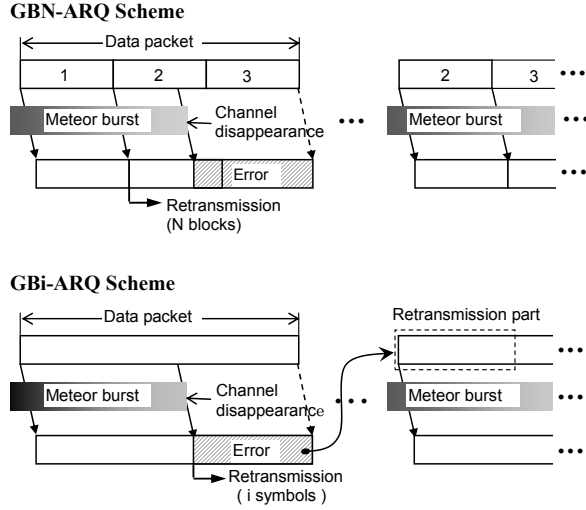 GBN-ARQ Scheme
Data packet
1 2 3 2 3 •••
Meteor burst Channel disappearance ••• Meteor burst •••
Error •••
Retransmission
(N blocks)
GBi-ARQ Scheme
Data packet Retransmission part
•••
Meteor burst Channel disappearance ••• Meteor burst •••
Error •••
Retransmission
( i symbols )